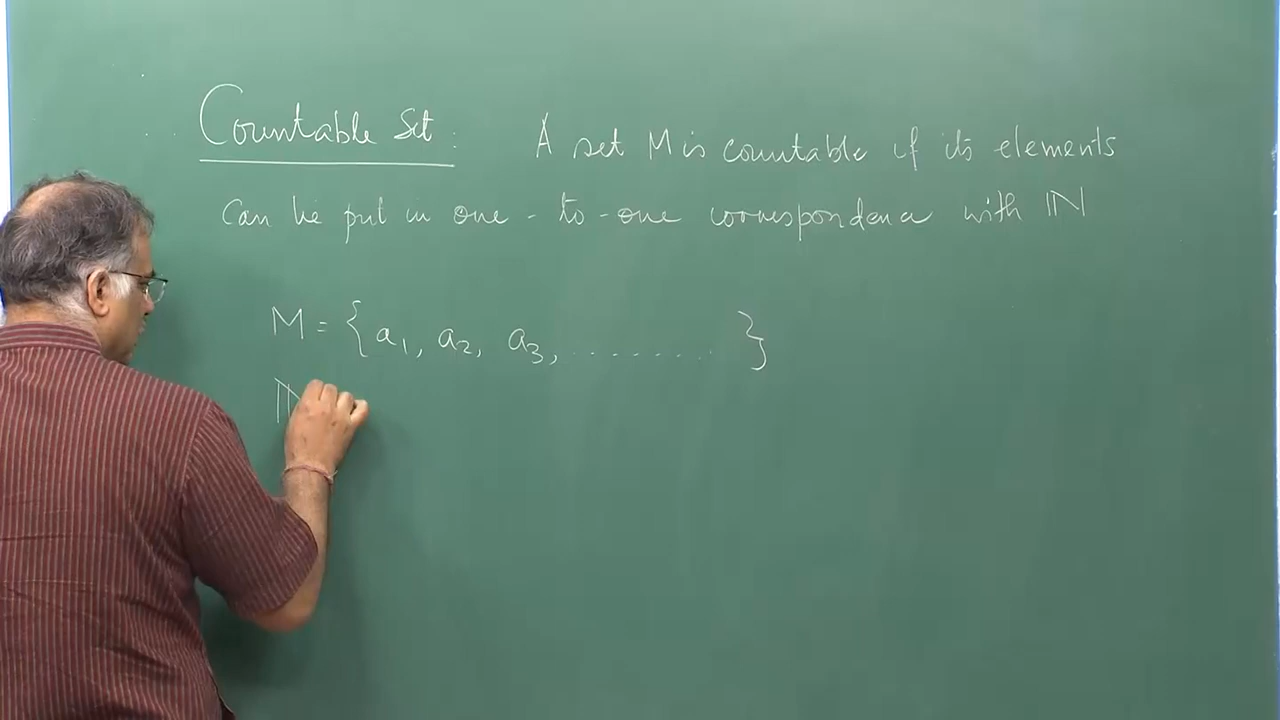 Countable Set : A set M is countable if its elements
can be put in one-to-one correspondence with ℕ
M = { a₁, a₂, a₃, ........ }
ℕ